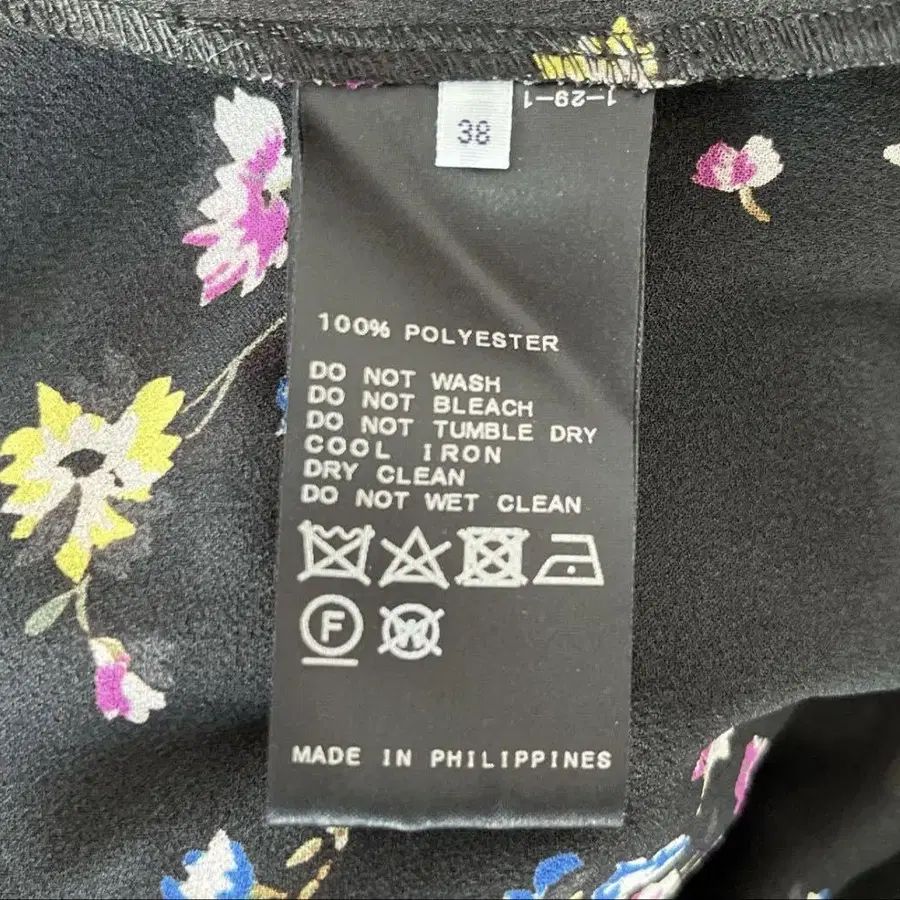 38
1-29-1
100% POLYESTER
DO NOT WASH
DO NOT BLEACH
DO NOT TUMBLE DRY
COOL IRON
DRY CLEAN
DO NOT WET CLEAN
F W
MADE IN PHILIPPINES